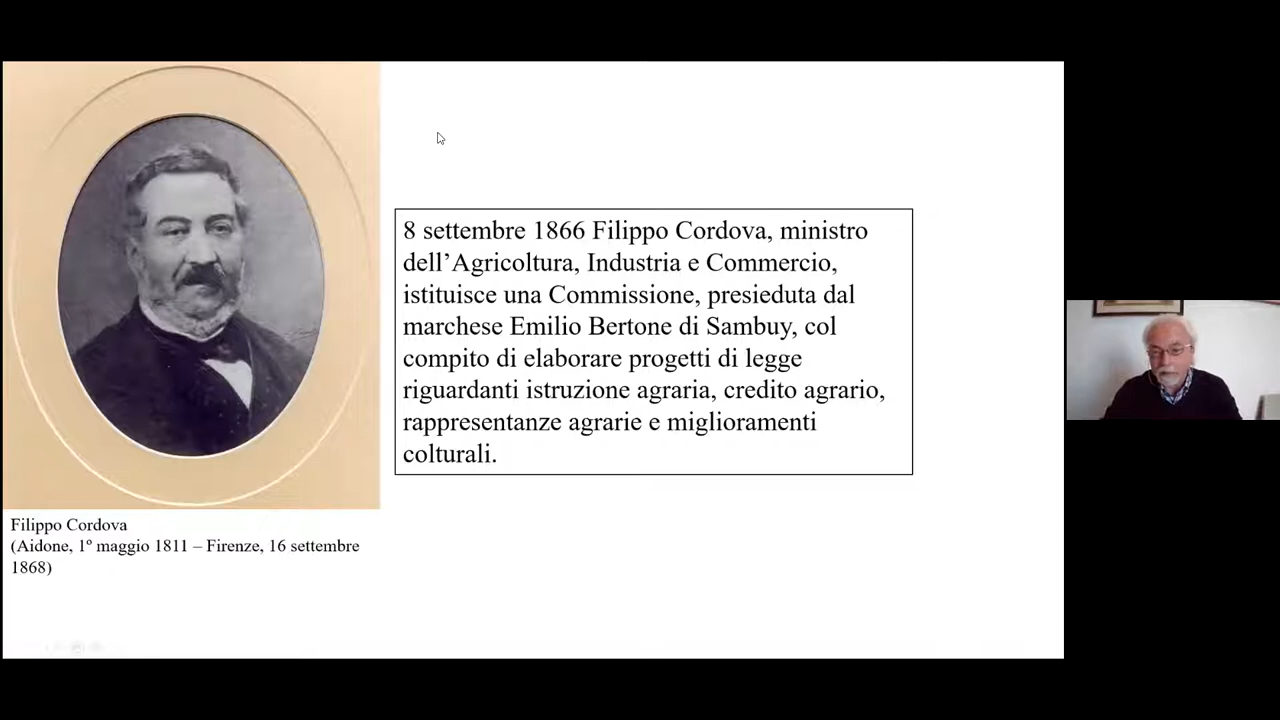 8 settembre 1866 Filippo Cordova, ministro
dell’Agricoltura, Industria e Commercio,
istituisce una Commissione, presieduta dal
marchese Emilio Bertone di Sambuy, col
compito di elaborare progetti di legge
riguardanti istruzione agraria, credito agrario,
rappresentanze agrarie e miglioramenti
colturali.
Filippo Cordova
(Aidone, 1º maggio 1811 – Firenze, 16 settembre
1868)